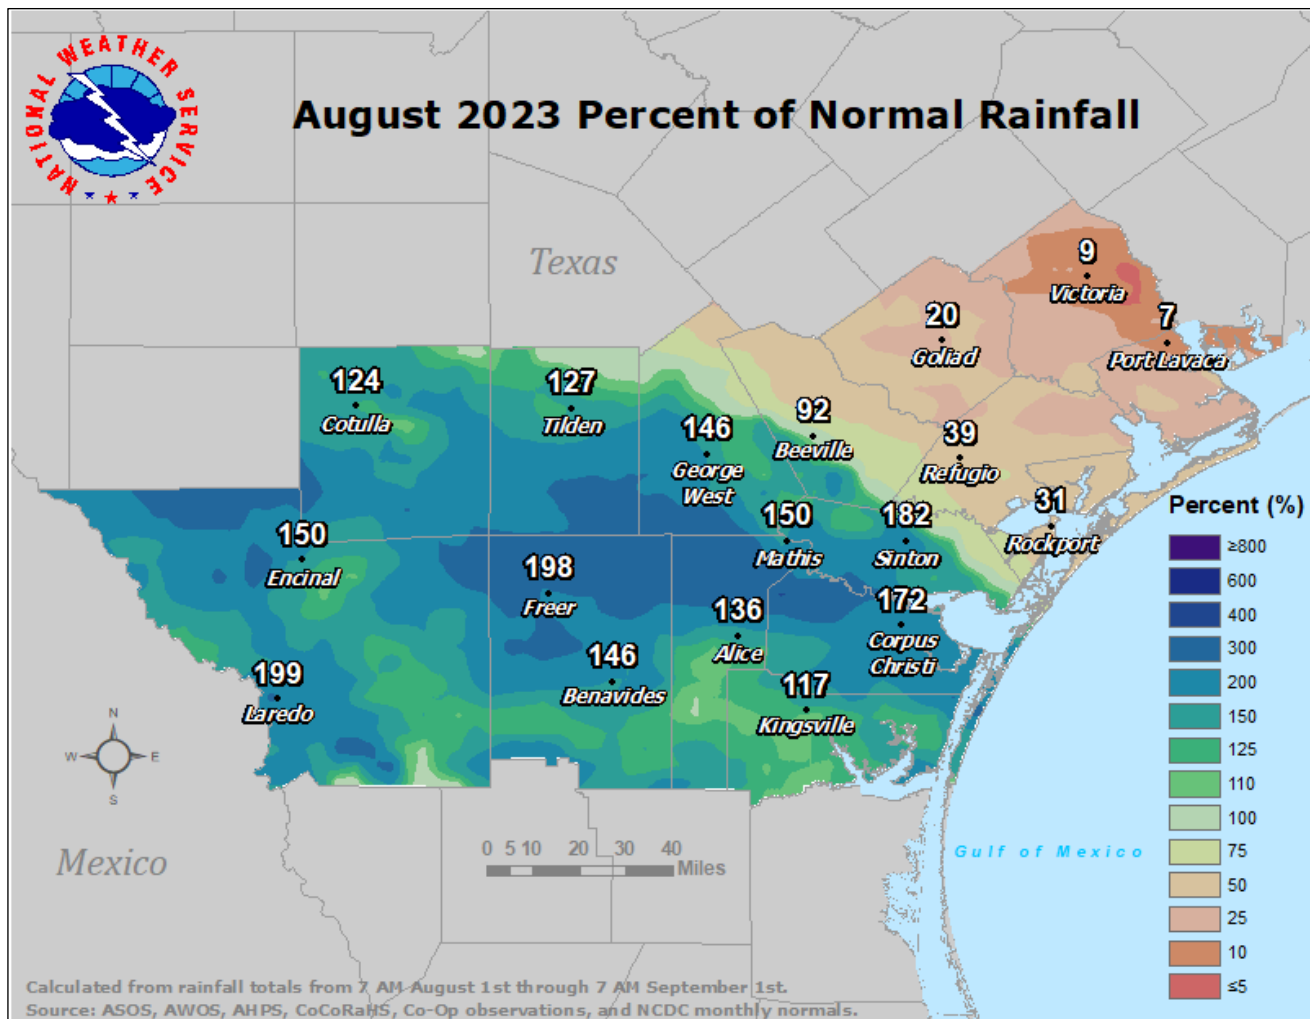 NATIONAL WEATHER SERVICE
August 2023 Percent of Normal Rainfall
Texas
9
Victoria
7
Port Lavaca
20
Goliad
124
Cotulla
127
Tilden
92
Beeville
146
George
West
39
Refugio
31
Rockport
150
Encinal
150
Mathis
182
Sinton
198
Freer
136
Alice
172
Corpus
Christi
199
Laredo
146
Benavides
117
Kingsville
Percent (%)
≥800
600
400
300
200
150
125
110
100
75
50
25
10
≤5
N
W
E
S
Mexico
0 5 10 20 30 40
Miles
Gulf of Mexico
Calculated from rainfall totals from 7 AM August 1st through 7 AM September 1st.
Source: ASOS, AWOS, AHPS, CoCoRaHS, Co-Op observations, and NCDC monthly normals.